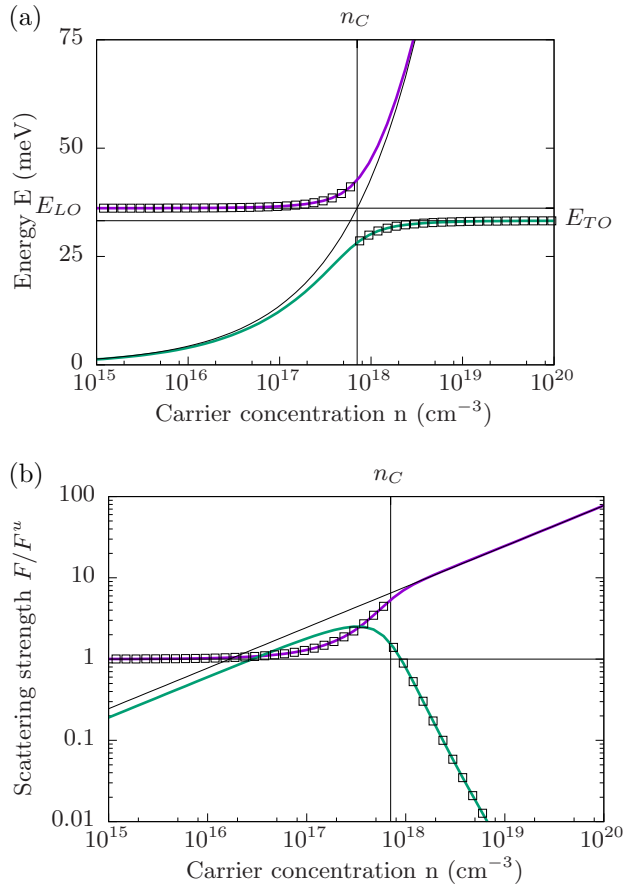 (a)
n_C
75
50
25
0
E_LO
E_TO
Energy E (meV)
10^15 10^16 10^17 10^18 10^19 10^20
Carrier concentration n (cm^−3)
(b)
n_C
100
10
1
0.1
0.01
Scattering strength F/F^u
10^15 10^16 10^17 10^18 10^19 10^20
Carrier concentration n (cm^−3)